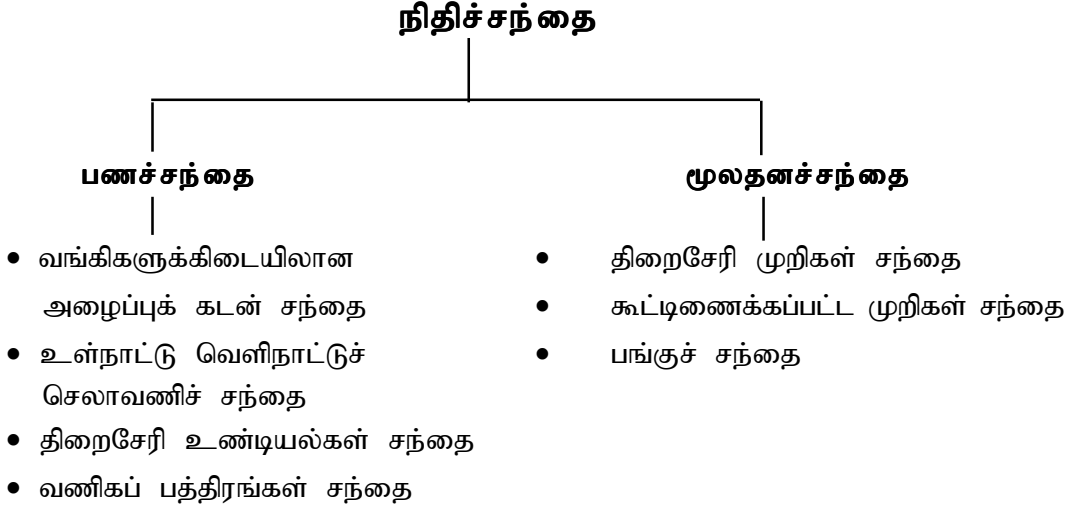 நிதிச்சந்தை
பணச்சந்தை
• வங்கிகளுக்கிடையிலான
அழைப்புக் கடன் சந்தை
• உள்நாட்டு வெளிநாட்டுச்
செலாவணிச் சந்தை
• திறைசேரி உண்டியல்கள் சந்தை
• வணிகப் பத்திரங்கள் சந்தை
மூலதனச்சந்தை
• திறைசேரி முறிகள் சந்தை
• கூட்டிணைக்கப்பட்ட முறிகள் சந்தை
• பங்குச் சந்தை